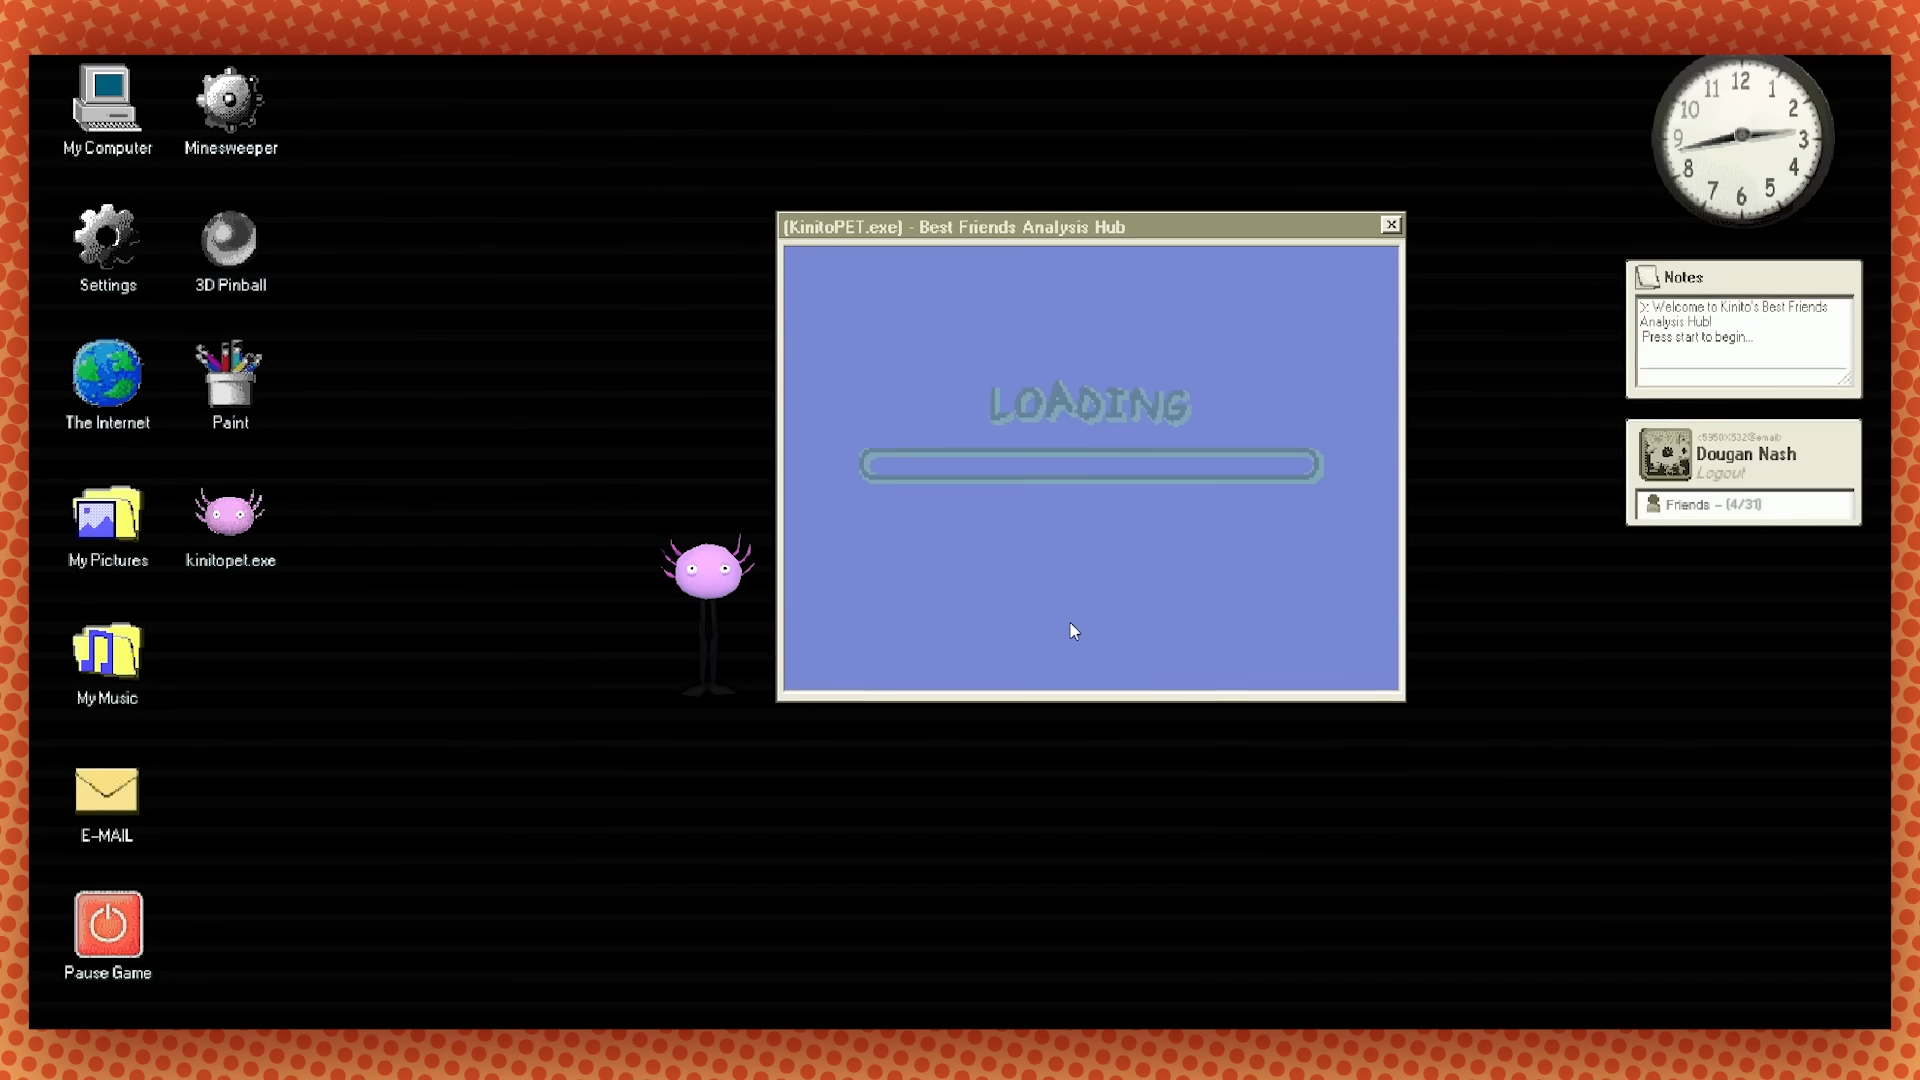 My Computer
Minesweeper
Settings
3D Pinball
The Internet
Paint
My Pictures
kinitopet.exe
My Music
E-MAIL
Pause Game
(KinitoPET.exe) - Best Friends Analysis Hub
LOADING
12
1
2
3
4
5
6
7
8
9
10
11
Notes
>: Welcome to Kinito's Best Friends
Analysis Hub!
Press start to begin...
<5950X532@email>
Dougan Nash
Logout
Friends - (4/31)